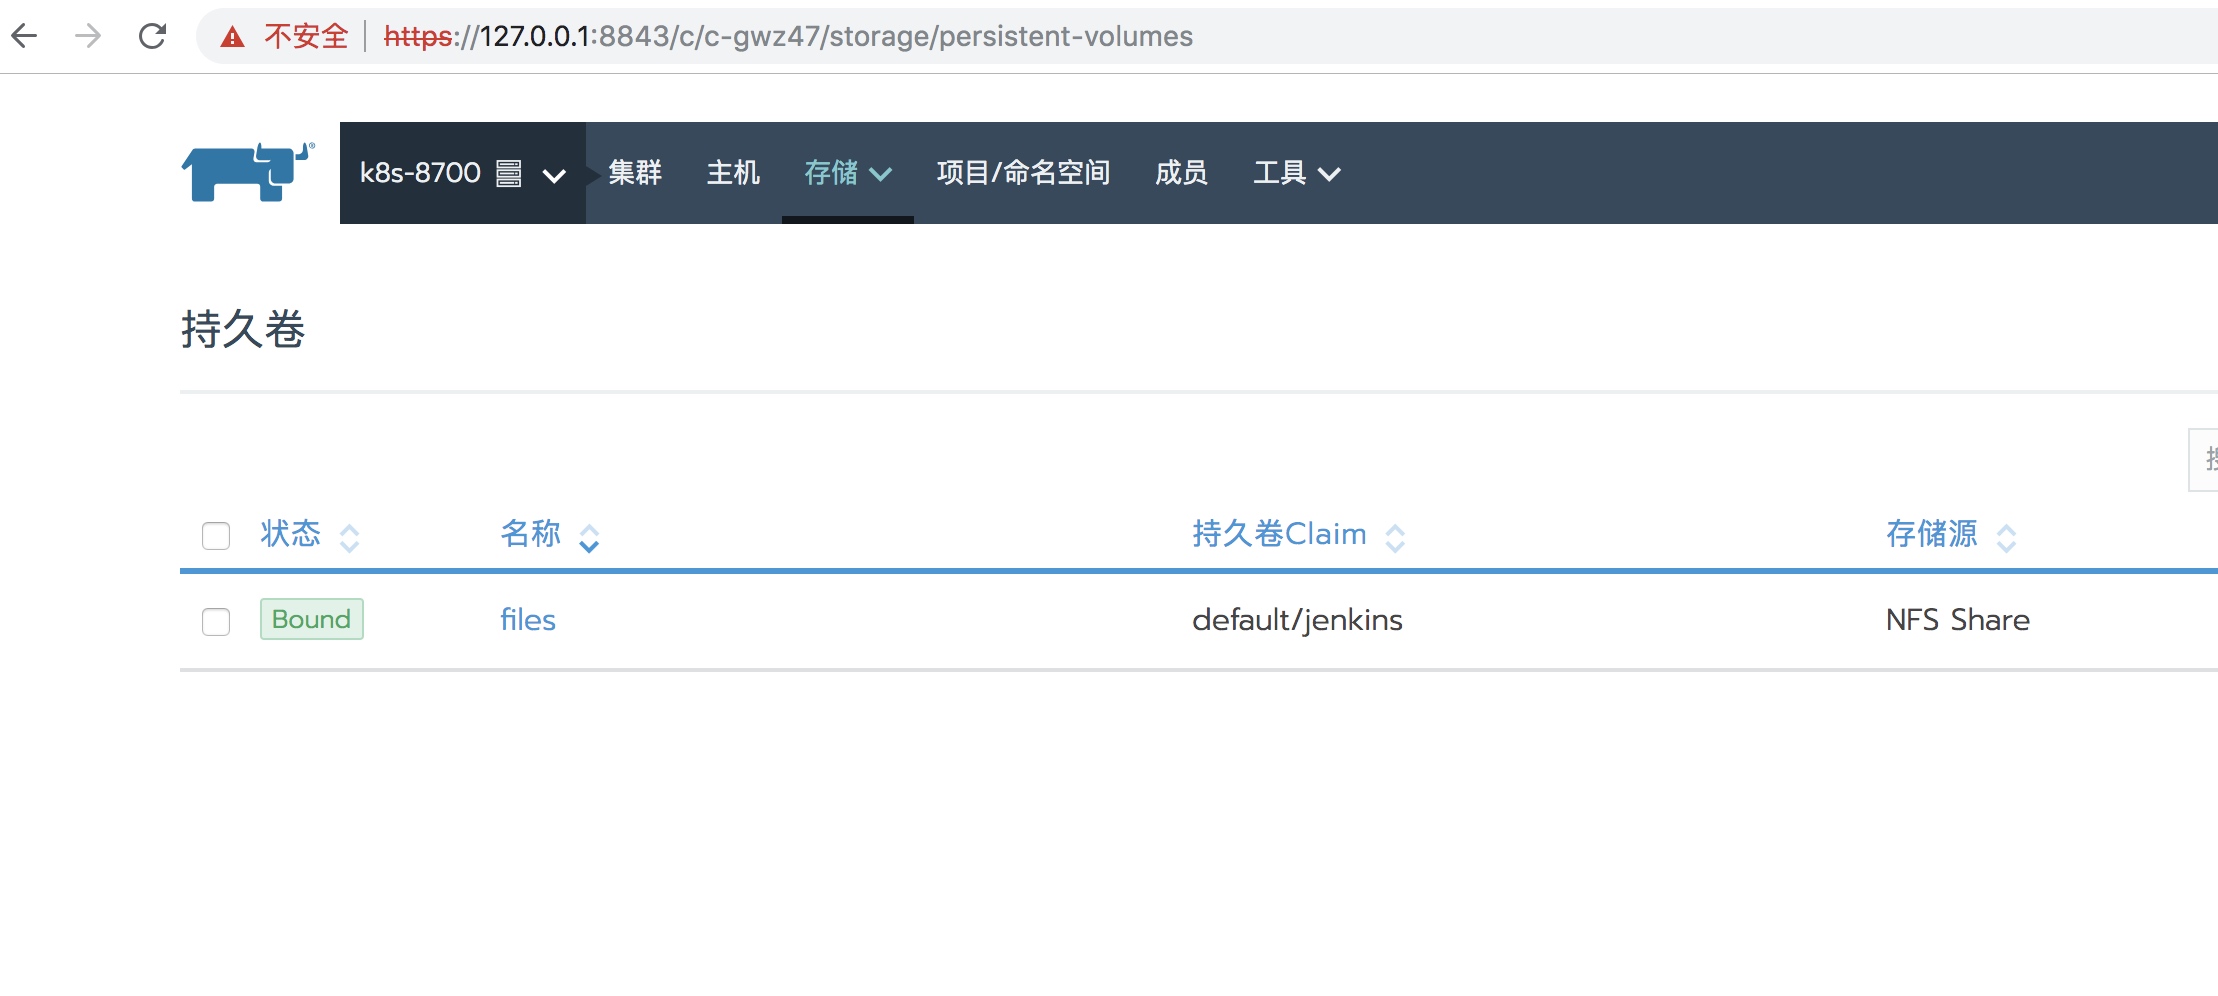 不安全 https://127.0.0.1:8843/c/c-gwz47/storage/persistent-volumes
k8s-8700 集群 主机 存储 项目/命名空间 成员 工具
持久卷
状态 名称 持久卷Claim 存储源
Bound files default/jenkins NFS Share